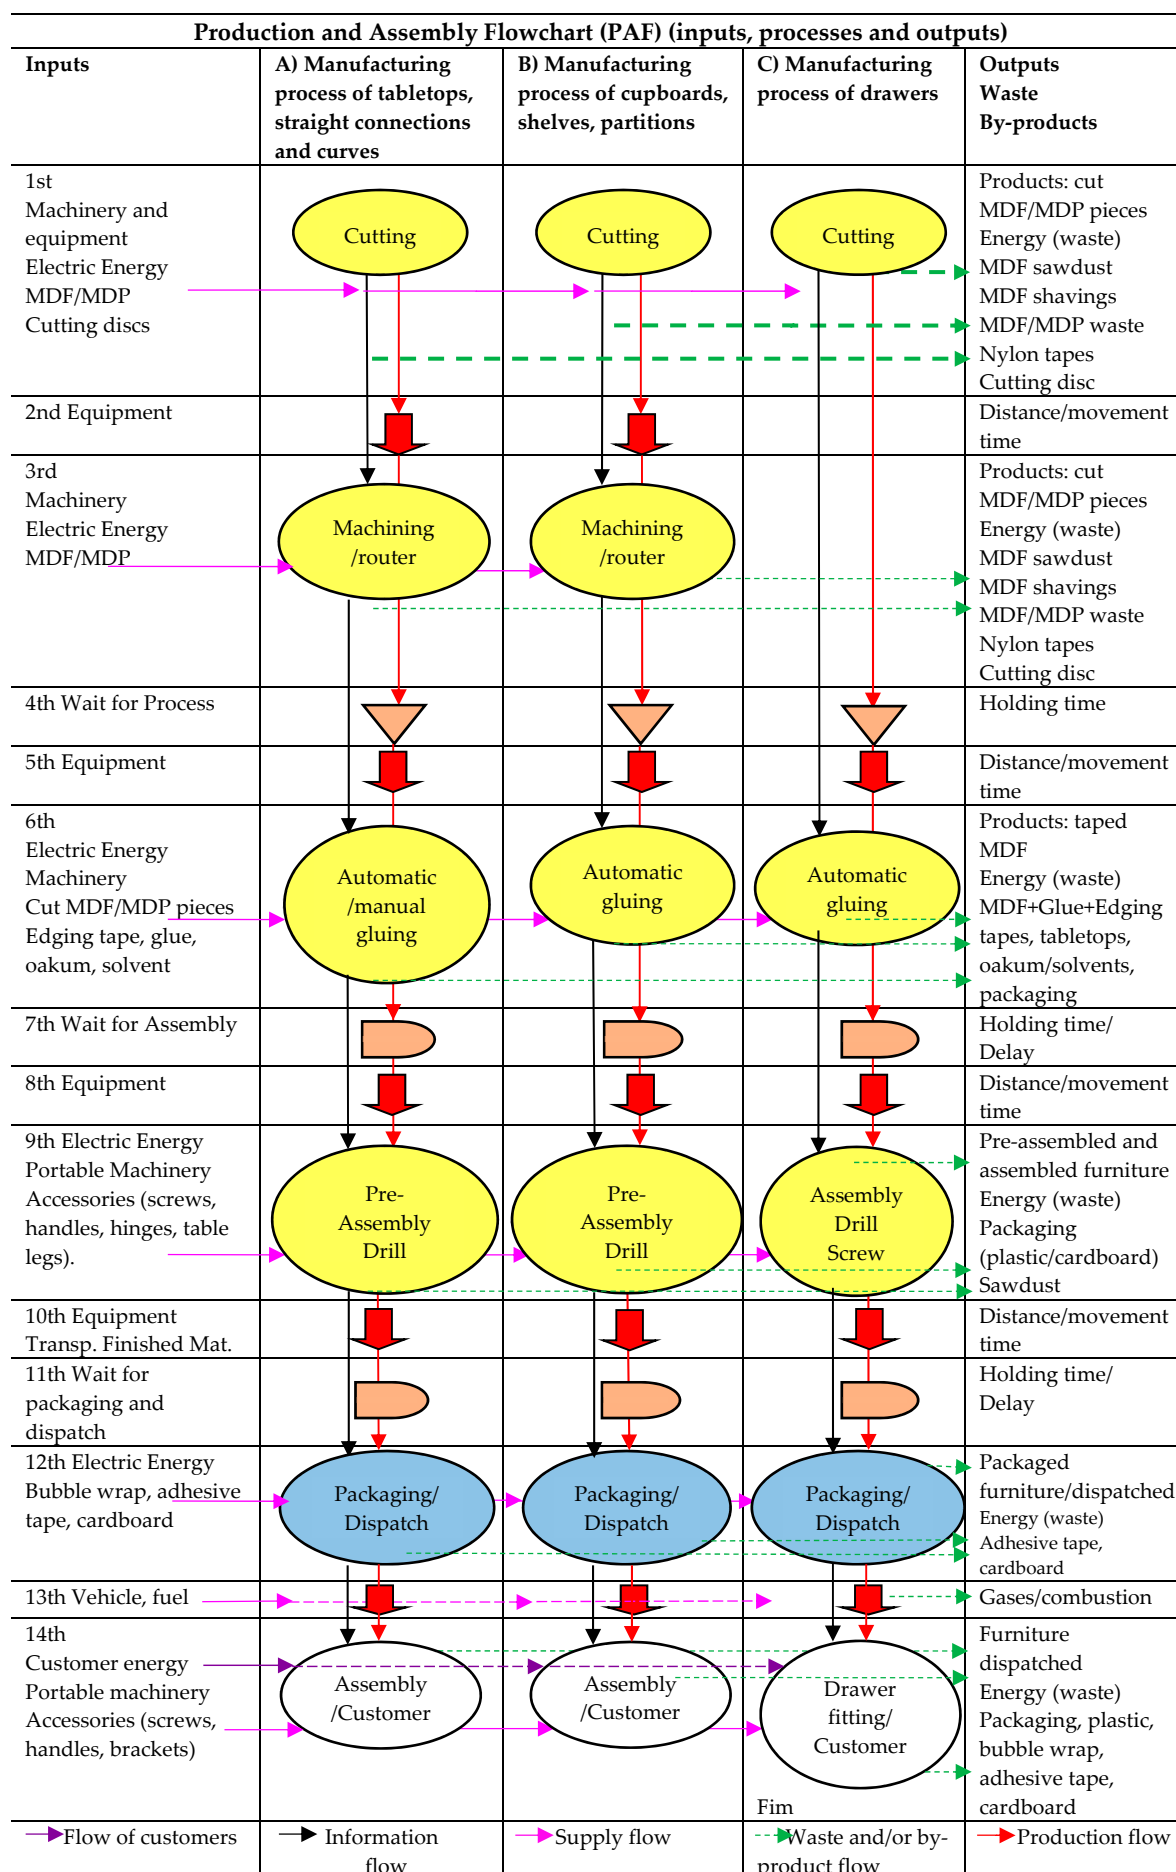 Production and Assembly Flowchart (PAF) (inputs, processes and outputs)
Inputs
A) Manufacturing
process of tabletops,
straight connections
and curves
B) Manufacturing
process of cupboards,
shelves, partitions
C) Manufacturing
process of drawers
Outputs
Waste
By-products
1st
Machinery and
equipment
Electric Energy
MDF/MDP
Cutting discs
Cutting
Cutting
Cutting
Products: cut
MDF/MDP pieces
Energy (waste)
MDF sawdust
MDF shavings
MDF/MDP waste
Nylon tapes
Cutting disc
2nd Equipment
Distance/movement
time
3rd
Machinery
Electric Energy
MDF/MDP
Machining
/router
Machining
/router
Products: cut
MDF/MDP pieces
Energy (waste)
MDF sawdust
MDF shavings
MDF/MDP waste
Nylon tapes
Cutting disc
4th Wait for Process
Holding time
5th Equipment
Distance/movement
time
6th
Electric Energy
Machinery
Cut MDF/MDP pieces
Edging tape, glue,
oakum, solvent
Automatic
/manual
gluing
Automatic
gluing
Automatic
gluing
Products: taped
MDF
Energy (waste)
MDF+Glue+Edging
tapes, tabletops,
oakum/solvents,
packaging
7th Wait for Assembly
Holding time/
Delay
8th Equipment
Distance/movement
time
9th Electric Energy
Portable Machinery
Accessories (screws,
handles, hinges, table
legs).
Pre-
Assembly
Drill
Pre-
Assembly
Drill
Assembly
Drill
Screw
Pre-assembled and
assembled furniture
Energy (waste)
Packaging
(plastic/cardboard)
Sawdust
10th Equipment
Transp. Finished Mat.
Distance/movement
time
11th Wait for
packaging and
dispatch
Holding time/
Delay
12th Electric Energy
Bubble wrap, adhesive
tape, cardboard
Packaging/
Dispatch
Packaging/
Dispatch
Packaging/
Dispatch
Packaged
furniture/dispatched
Energy (waste)
Adhesive tape,
cardboard
13th Vehicle, fuel
Gases/combustion
14th
Customer energy
Portable machinery
Accessories (screws,
handles, brackets)
Assembly
/Customer
Assembly
/Customer
Drawer
fitting/
Customer
Fim
Furniture
dispatched
Energy (waste)
Packaging, plastic,
bubble wrap,
adhesive tape,
cardboard
Flow of customers
Information
flow
Supply flow
Waste and/or by-
product flow
Production flow